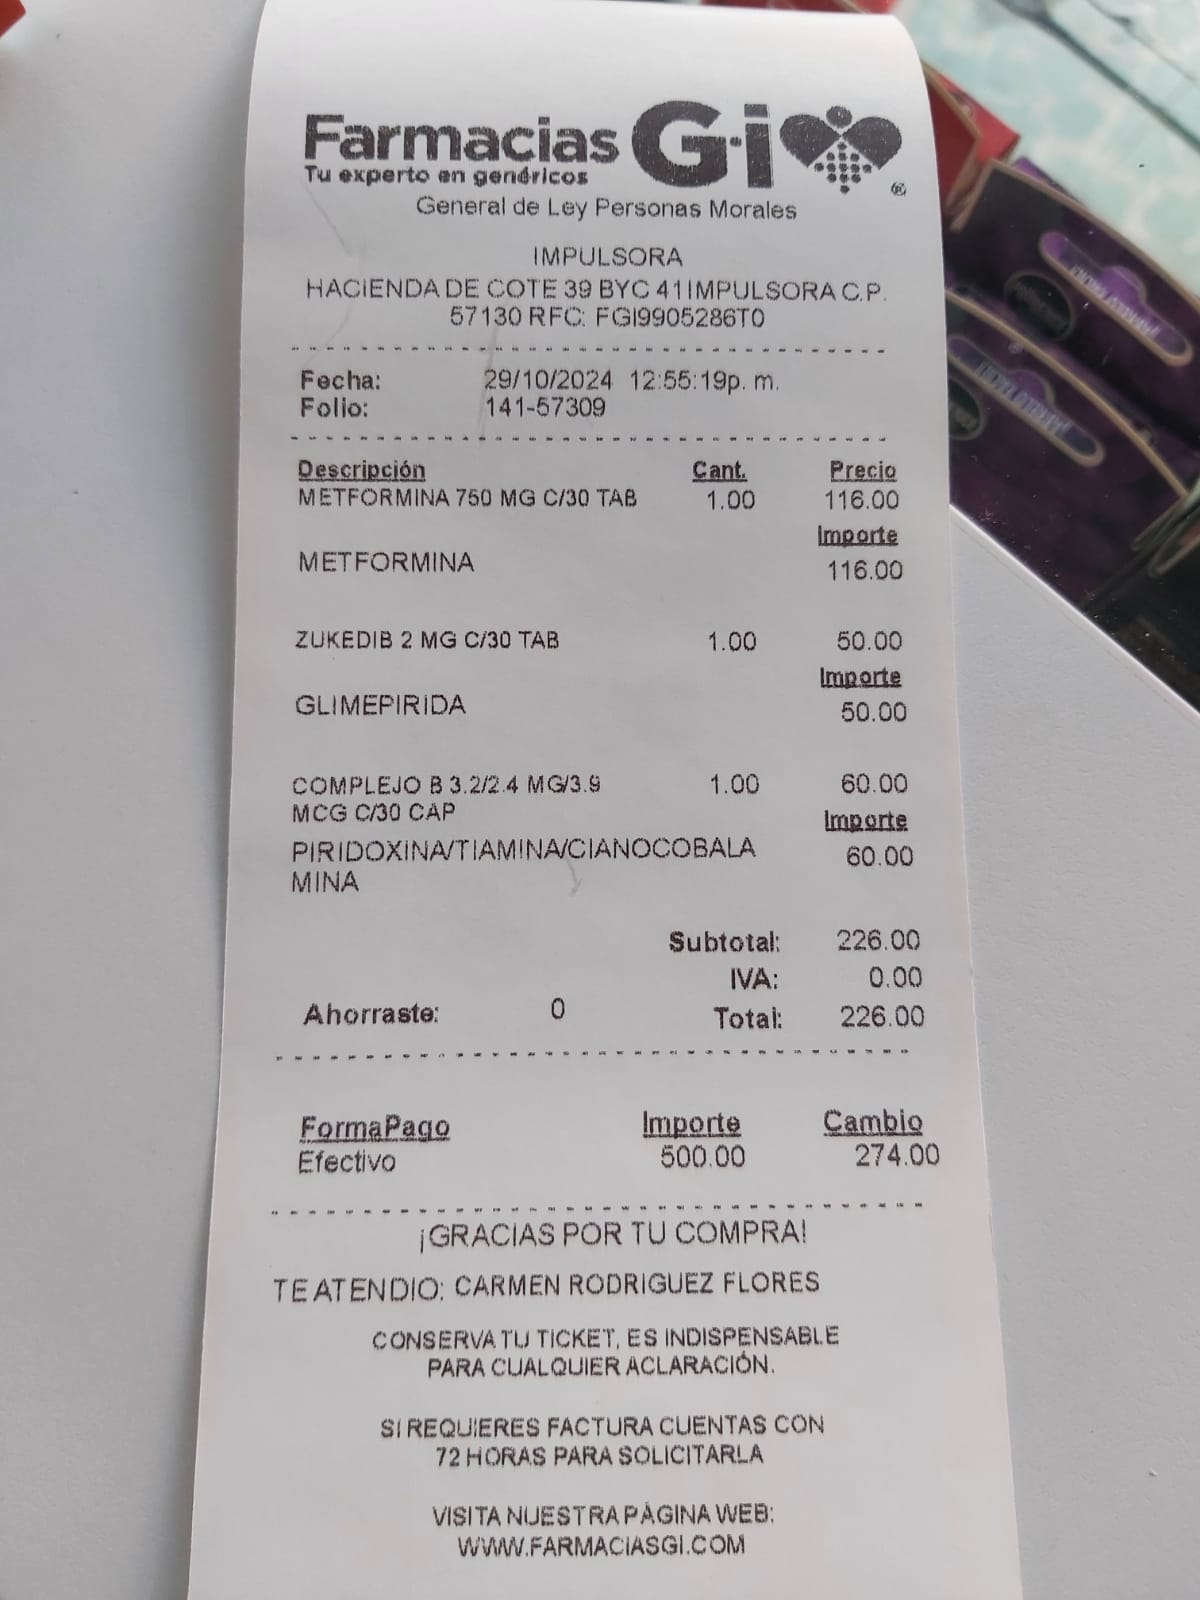 Farmacias G·i ®
Tu experto en genéricos
General de Ley Personas Morales
IMPULSORA
HACIENDA DE COTE 39 BYC 41IMPULSORA C.P.
57130 RFC: FGI9905286T0
Fecha: 29/10/2024 12:55:19p. m.
Folio: 141-57309
Descripción Cant. Precio
METFORMINA 750 MG C/30 TAB 1.00 116.00
Importe
METFORMINA 116.00
ZUKEDIB 2 MG C/30 TAB 1.00 50.00
Importe
GLIMEPIRIDA 50.00
COMPLEJO B 3.2/2.4 MG/3.9 1.00 60.00
MCG C/30 CAP Importe
PIRIDOXINA/TIAMINA/CIANOCOBALA 60.00
MINA
Subtotal: 226.00
IVA: 0.00
Ahorraste: 0 Total: 226.00
FormaPago Importe Cambio
Efectivo 500.00 274.00
¡GRACIAS POR TU COMPRA!
TE ATENDIO: CARMEN RODRIGUEZ FLORES
CONSERVA TU TICKET, ES INDISPENSABLE
PARA CUALQUIER ACLARACIÓN.
SI REQUIERES FACTURA CUENTAS CON
72 HORAS PARA SOLICITARLA
VISITA NUESTRA PÁGINA WEB:
WWW.FARMACIASGI.COM